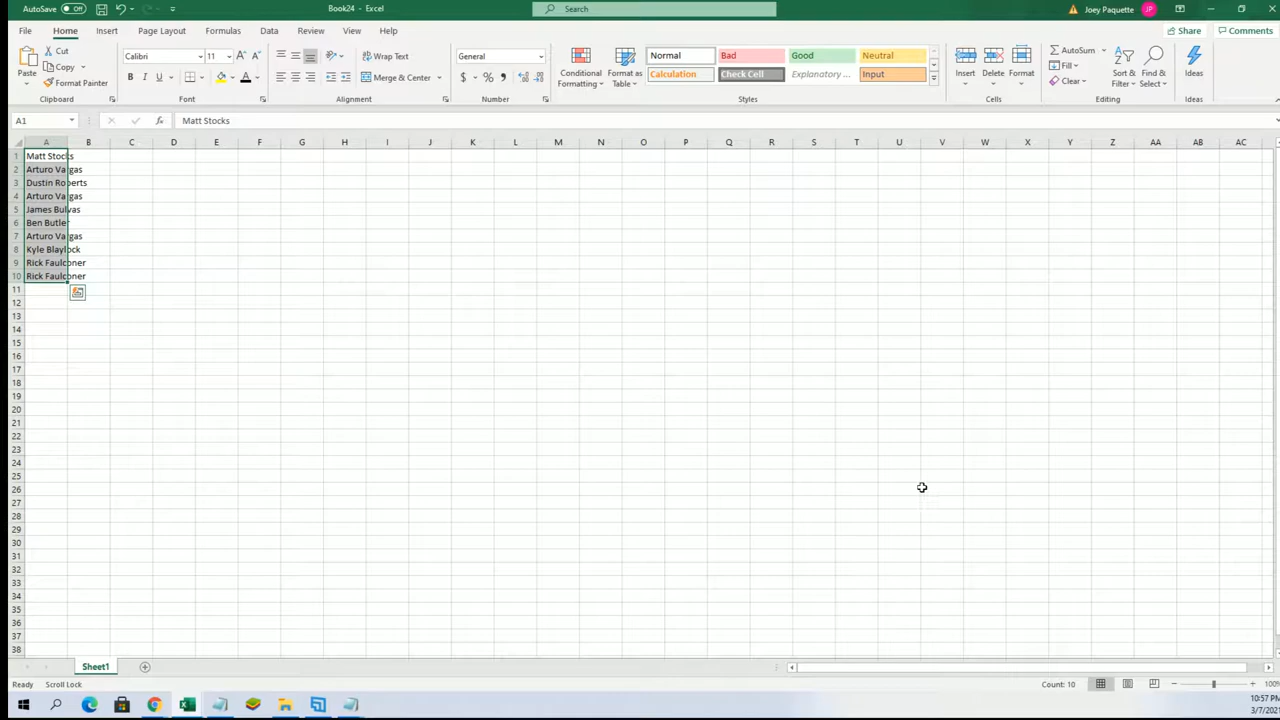 AutoSave Off Book24 - Excel Search Joey Paquette JP
File Home Insert Page Layout Formulas Data Review View Help Share Comments
Paste Cut Copy Format Painter Clipboard
Calibri 11 B I U A Font
Wrap Text Merge & Center Alignment
General $ % Number
Conditional Formatting Format as Table
Normal Bad Good Neutral
Calculation Check Cell Explanatory ... Input
Styles
Insert Delete Format Cells
AutoSum Fill Clear Sort & Filter Find & Select Editing
Ideas Ideas
A1 fx Matt Stocks
A B C D E F G H I J K L M N O P Q R S T U V W X Y Z AA AB AC
1 Matt Stocks
2 Arturo Vargas
3 Dustin Roberts
4 Arturo Vargas
5 James Bulvas
6 Ben Butler
7 Arturo Vargas
8 Kyle Blaylock
9 Rick Faulconer
10 Rick Faulconer
11
12
13
14
15
16
17
18
19
20
21
22
23
24
25
26
27
28
29
30
31
32
33
34
35
36
37
38
Sheet1
Ready Scroll Lock Count: 10 100%
10:57 PM